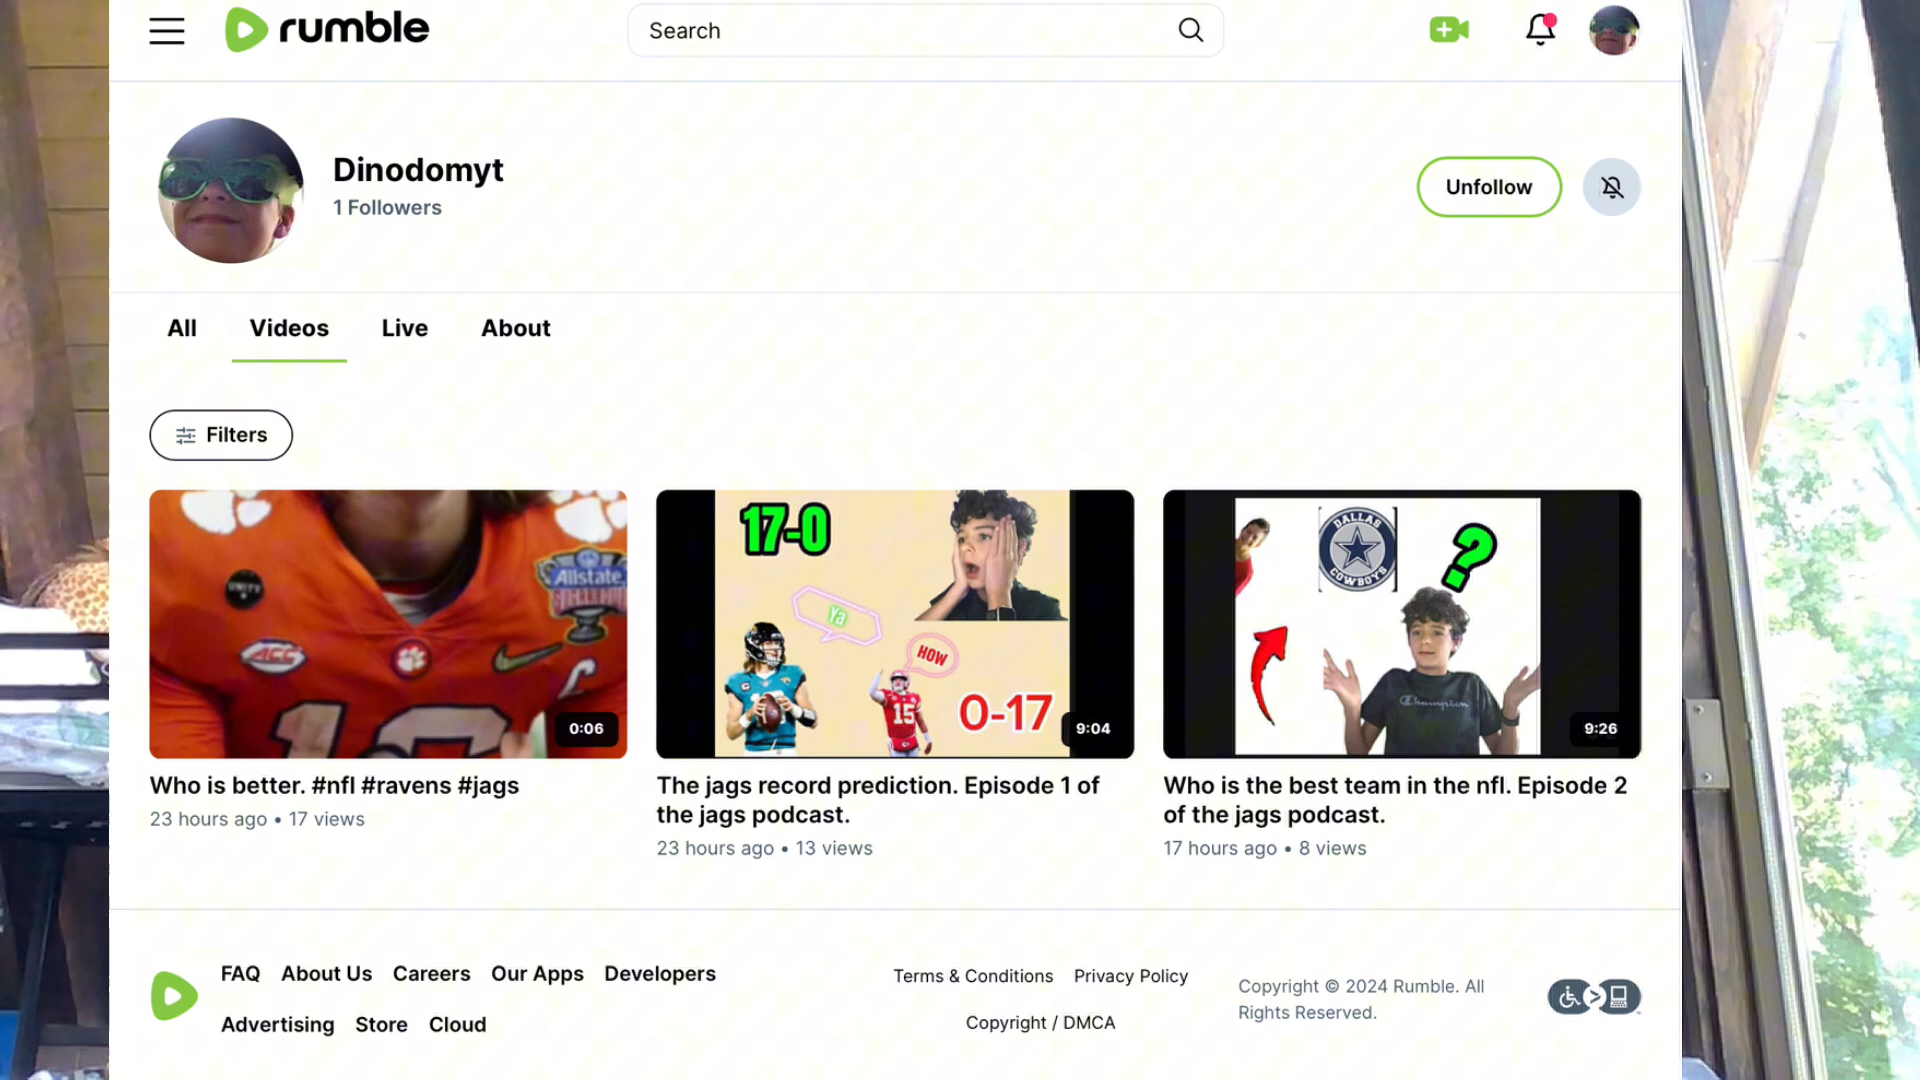 rumble
Search
Dinodomyt
1 Followers
Unfollow
All
Videos
Live
About
Filters
UNITY
Allstate
ACC
C
0:06
17-0
Ya
HOW
15
0-17
9:04
DALLAS
COWBOYS
?
Champion
9:26
Who is better. #nfl #ravens #jags
23 hours ago • 17 views
The jags record prediction. Episode 1 of
the jags podcast.
23 hours ago • 13 views
Who is the best team in the nfl. Episode 2
of the jags podcast.
17 hours ago • 8 views
FAQ About Us Careers Our Apps Developers
Advertising Store Cloud
Terms & Conditions Privacy Policy
Copyright / DMCA
Copyright © 2024 Rumble. All
Rights Reserved.